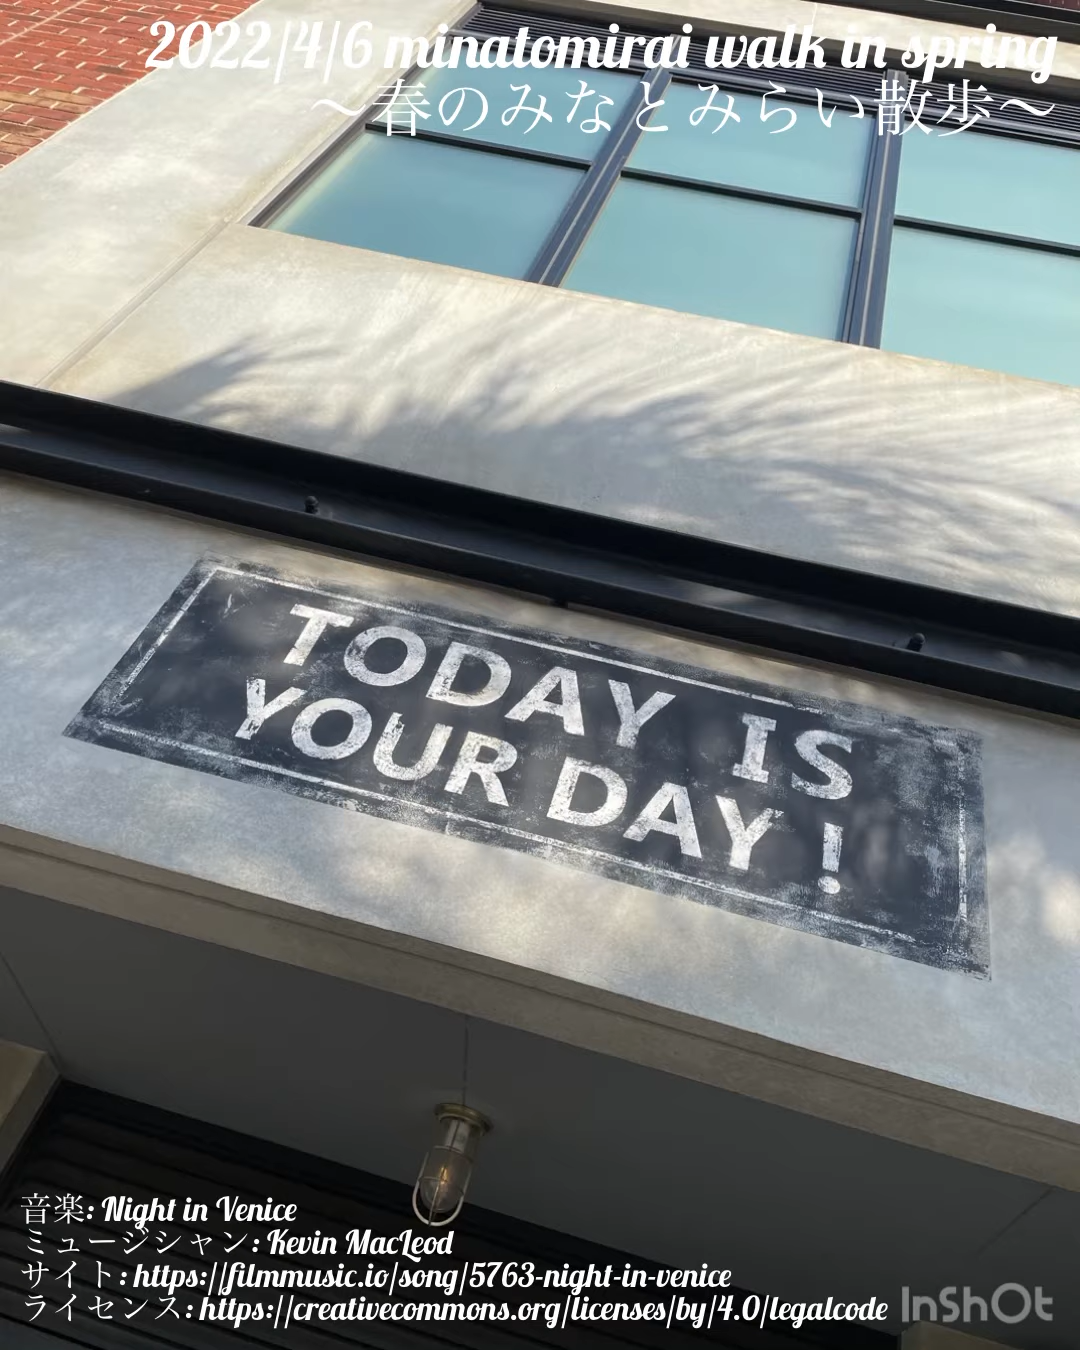 2022/4/6 minatomirai walk in spring
〜春のみなとみらい散歩〜
TODAY IS
YOUR DAY !
音楽: Night in Venice
ミュージシャン: Kevin MacLeod
サイト: https://filmmusic.io/song/5763-night-in-venice
ライセンス: https://creativecommons.org/licenses/by/4.0/legalcode
InShOt